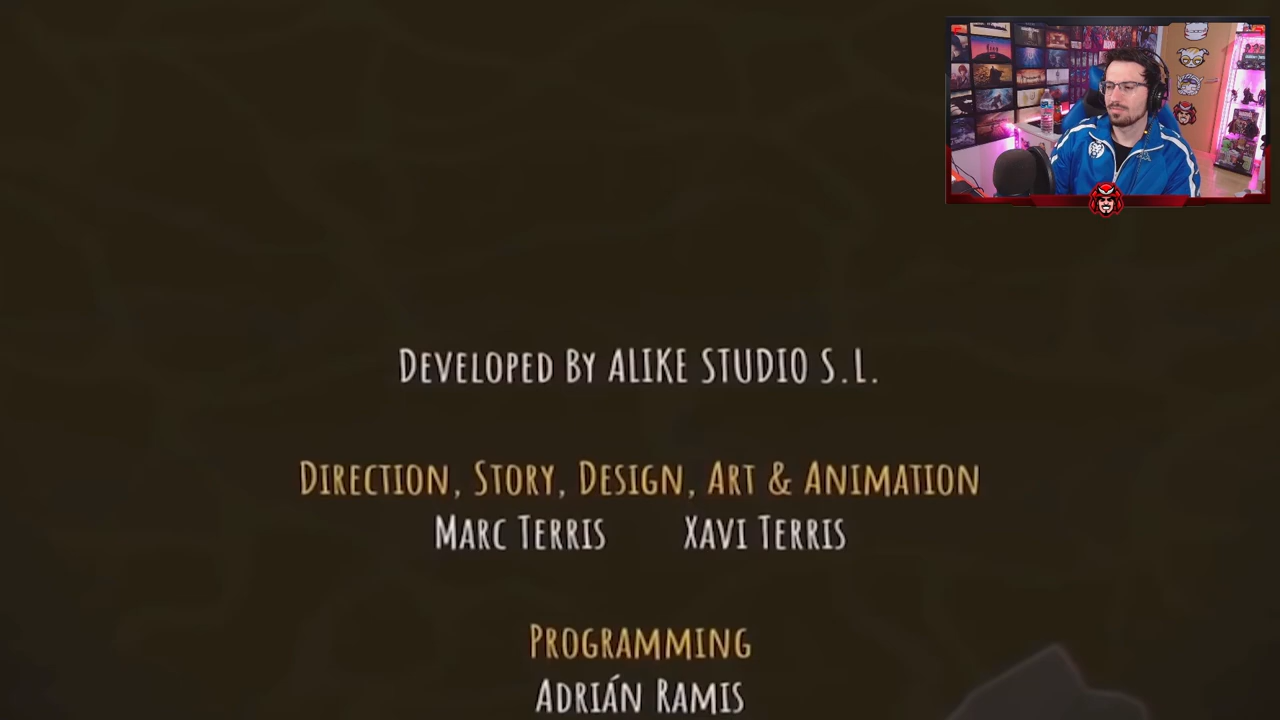 Developed By ALIKE STUDIO S.L.
Direction, Story, Design, Art & Animation
Marc Terris Xavi Terris
Programming
Adrián Ramis